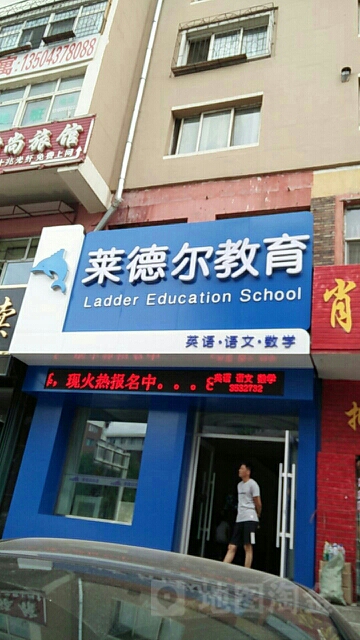 13504378088
尚旅馆
莱德尔教育
Ladder Education School
英语·语文·数学
现火热报名中。。。
英语 语文 数学
3532732
肖